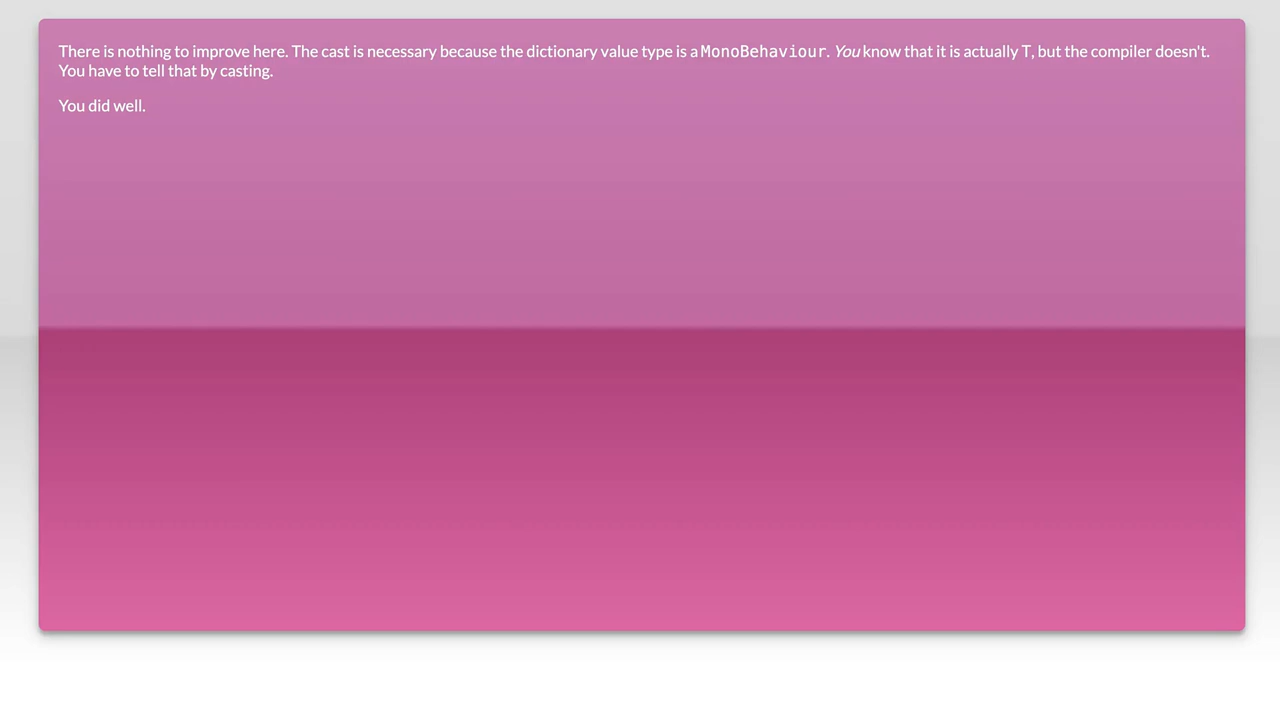 There is nothing to improve here. The cast is necessary because the dictionary value type is a MonoBehaviour. You know that it is actually T, but the compiler doesn't.
You have to tell that by casting.
You did well.